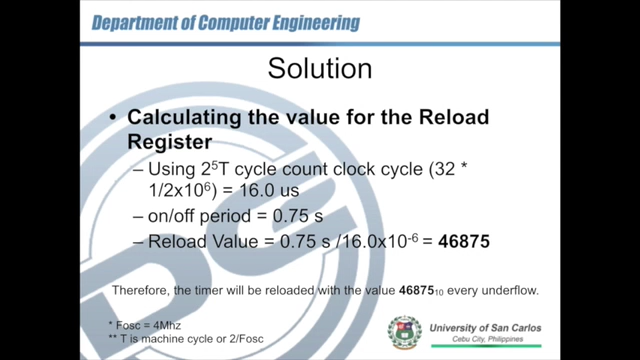 Department of Computer Engineering
Solution
• Calculating the value for the Reload
Register
– Using 2⁵T cycle count clock cycle (32 *
1/2x10⁶) = 16.0 us
– on/off period = 0.75 s
– Reload Value = 0.75 s /16.0x10⁻⁶ = 46875
Therefore, the timer will be reloaded with the value 46875₁₀ every underflow.
* Fosc = 4Mhz
** T is machine cycle or 2/Fosc
University of San Carlos
Cebu City, Philippines